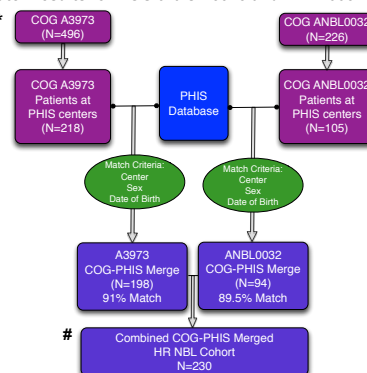 COG A3973
(N=496)
COG ANBL0032
(N=226)
COG A3973
Patients at
PHIS centers
(N=218)
PHIS
Database
COG ANBL0032
Patients at
PHIS centers
(N=105)
Match Criteria:
Center
Sex
Date of Birth
Match Criteria:
Center
Sex
Date of Birth
A3973
COG-PHIS Merge
(N=198)
91% Match
ANBL0032
COG-PHIS Merge
(N=94)
89.5% Match
#
Combined COG-PHIS Merged
HR NBL Cohort
N=230